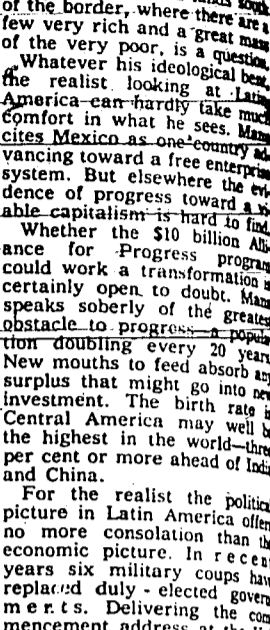 of the border, where there are a
few very rich and a great mass
of the very poor, is a question.
Whatever his ideological bent,
the realist looking at Latin
America can hardly take much
comfort in what he sees. Mann
cites Mexico as one country ad-
vancing toward a free enterprise
system. But elsewhere the evi-
dence of progress toward a vi-
able capitalism is hard to find.
Whether the $10 billion Alli-
ance for Progress program
could work a transformation is
certainly open to doubt. Mann
speaks soberly of the greatest
obstacle to progress—a popula-
tion doubling every 20 years.
New mouths to feed absorb any
surplus that might go into new
investment. The birth rate in
Central America may well be
the highest in the world—three
per cent or more ahead of India
and China.
For the realist the political
picture in Latin America offers
no more consolation than the
economic picture. In recent
years six military coups have
replaced duly - elected govern-
ments. Delivering the com-
mencement address at the